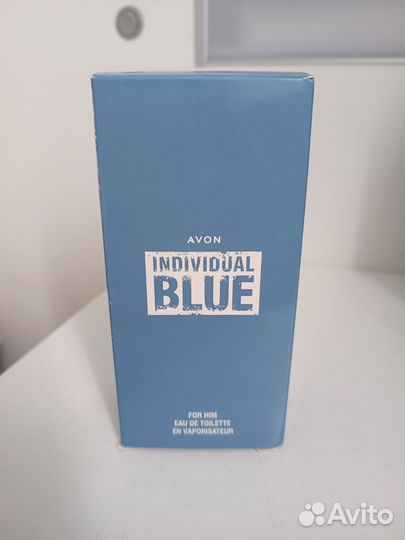 AVON
INDIVIDUAL
BLUE
FOR HIM
EAU DE TOILETTE
EN VAPORISATEUR
Avito